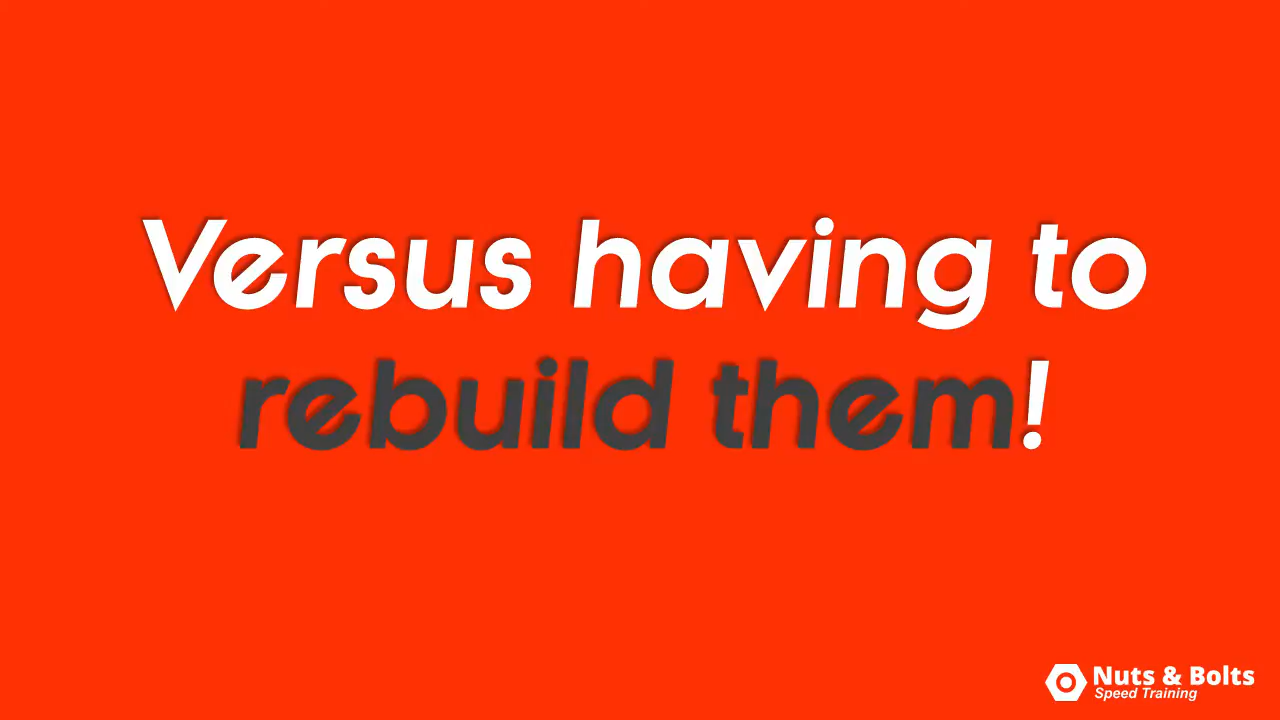 Versus having to
rebuild them!
Nuts & Bolts
Speed Training